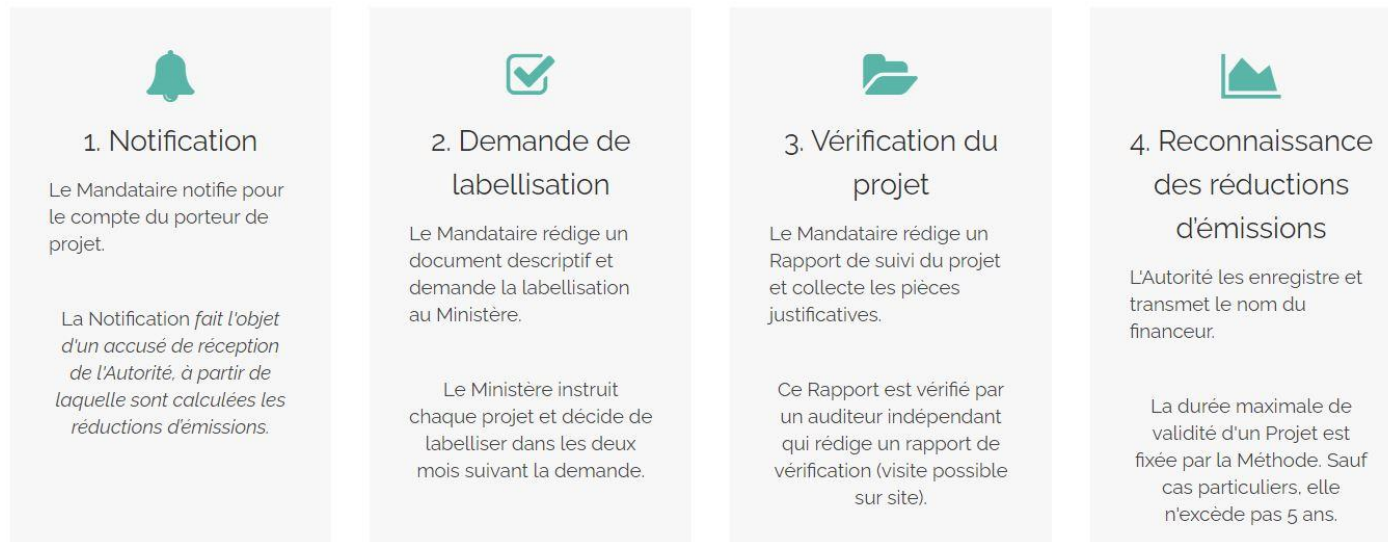 1. Notification
Le Mandataire notifie pour
le compte du porteur de
projet.
La Notification fait l'objet
d'un accusé de réception
de l'Autorité, à partir de
laquelle sont calculées les
réductions d'émissions.
2. Demande de
labellisation
Le Mandataire rédige un
document descriptif et
demande la labellisation
au Ministère.
Le Ministère instruit
chaque projet et décide de
labelliser dans les deux
mois suivant la demande.
3. Vérification du
projet
Le Mandataire rédige un
Rapport de suivi du projet
et collecte les pièces
justificatives.
Ce Rapport est vérifié par
un auditeur indépendant
qui rédige un rapport de
vérification (visite possible
sur site).
4. Reconnaissance
des réductions
d'émissions
L'Autorité les enregistre et
transmet le nom du
financeur.
La durée maximale de
validité d'un Projet est
fixée par la Méthode. Sauf
cas particuliers, elle
n'excède pas 5 ans.